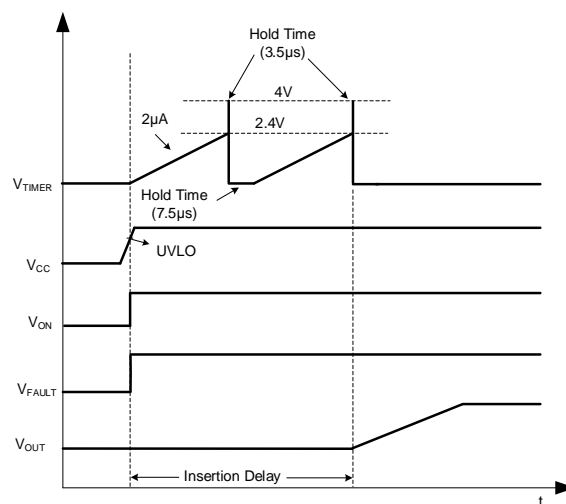 Hold Time
(3.5µs)
4V
2µA
2.4V
VTIMER
Hold Time
(7.5µs)
UVLO
VCC
VON
VFAULT
VOUT
Insertion Delay
t